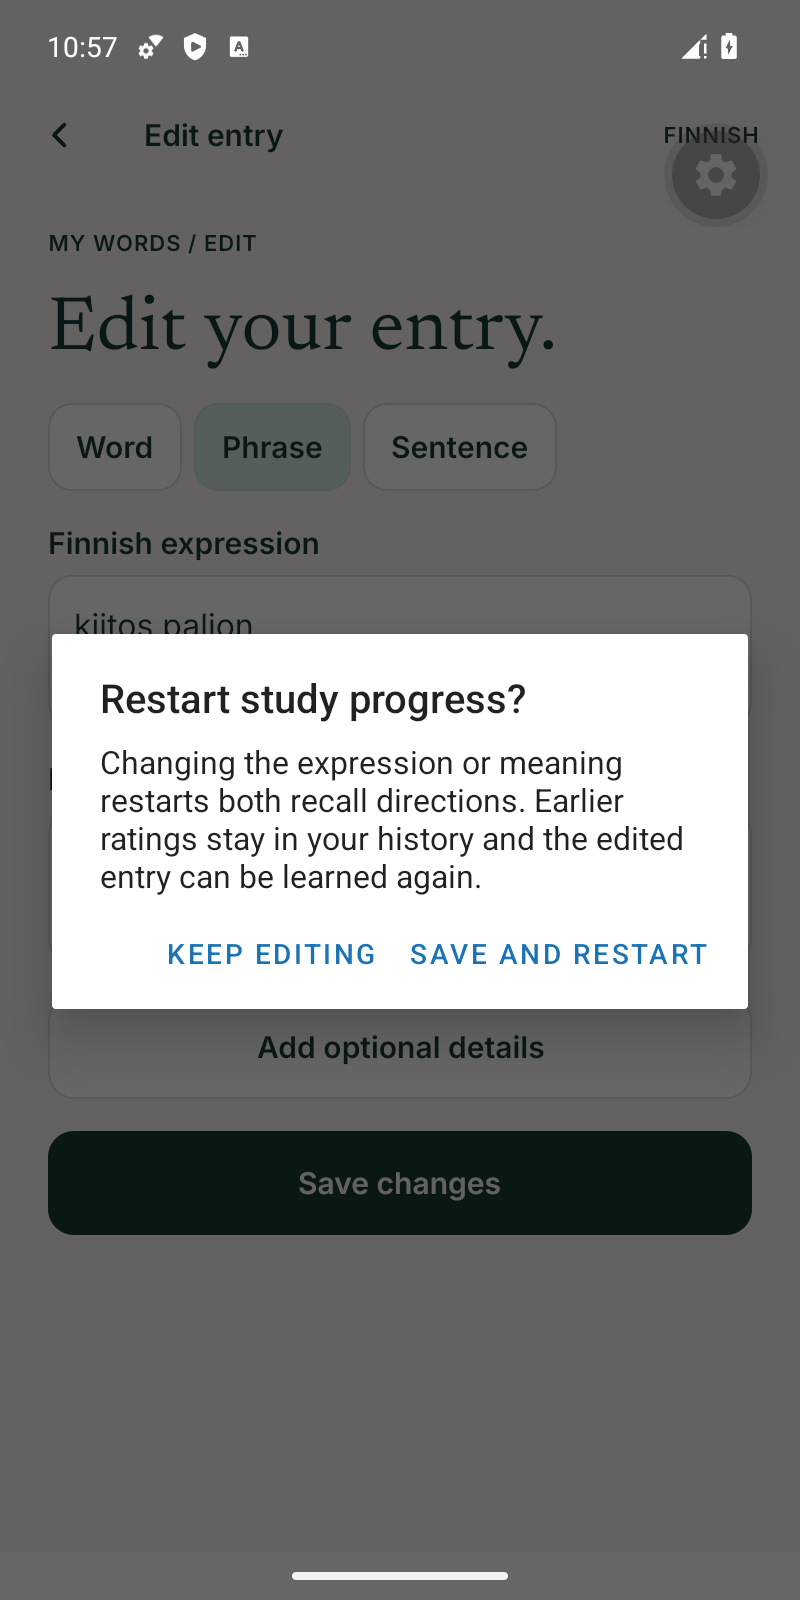 10:57
Edit entry
FINNISH
MY WORDS / EDIT
Edit your entry.
Word
Phrase
Sentence
Finnish expression
kiitos paljon
Restart study progress?
Changing the expression or meaning
restarts both recall directions. Earlier
ratings stay in your history and the edited
entry can be learned again.
KEEP EDITING
SAVE AND RESTART
Add optional details
Save changes